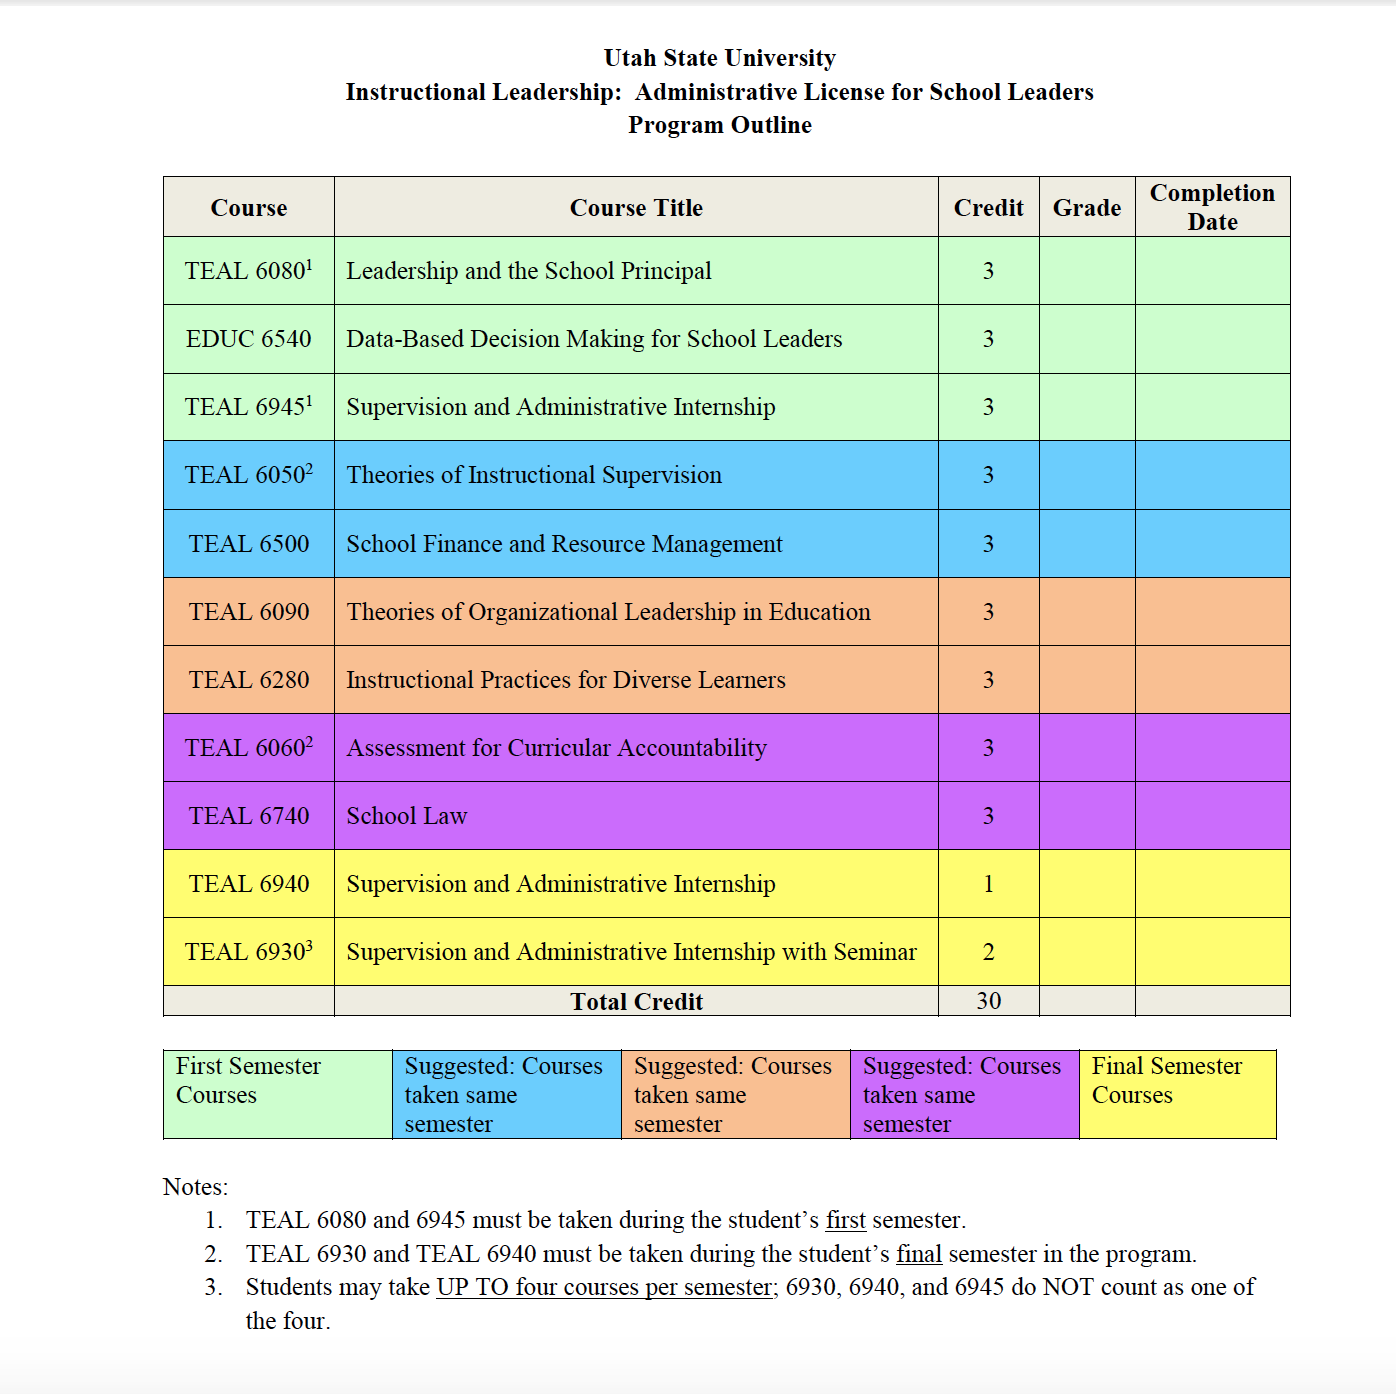 Utah State University
Instructional Leadership:  Administrative License for School Leaders
Program Outline
Course Course Title Credit Grade Completion Date
TEAL 6080¹ Leadership and the School Principal 3
EDUC 6540 Data-Based Decision Making for School Leaders 3
TEAL 6945¹ Supervision and Administrative Internship 3
TEAL 6050² Theories of Instructional Supervision 3
TEAL 6500 School Finance and Resource Management 3
TEAL 6090 Theories of Organizational Leadership in Education 3
TEAL 6280 Instructional Practices for Diverse Learners 3
TEAL 6060² Assessment for Curricular Accountability 3
TEAL 6740 School Law 3
TEAL 6940 Supervision and Administrative Internship 1
TEAL 6930³ Supervision and Administrative Internship with Seminar 2
Total Credit 30
First Semester
Courses
Suggested: Courses
taken same
semester
Suggested: Courses
taken same
semester
Suggested: Courses
taken same
semester
Final Semester
Courses
Notes:
1. TEAL 6080 and 6945 must be taken during the student’s first semester.
2. TEAL 6930 and TEAL 6940 must be taken during the student’s final semester in the program.
3. Students may take UP TO four courses per semester; 6930, 6940, and 6945 do NOT count as one of
the four.